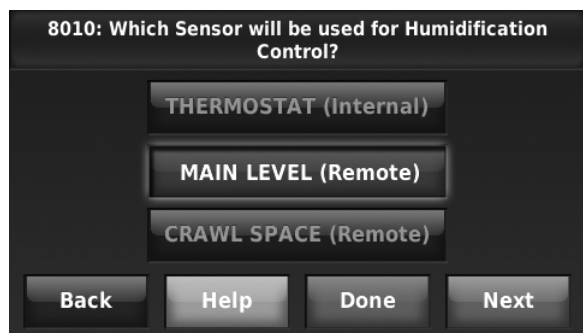 8010: Which Sensor will be used for Humidification
Control?
THERMOSTAT (Internal)
MAIN LEVEL (Remote)
CRAWL SPACE (Remote)
Back Help Done Next